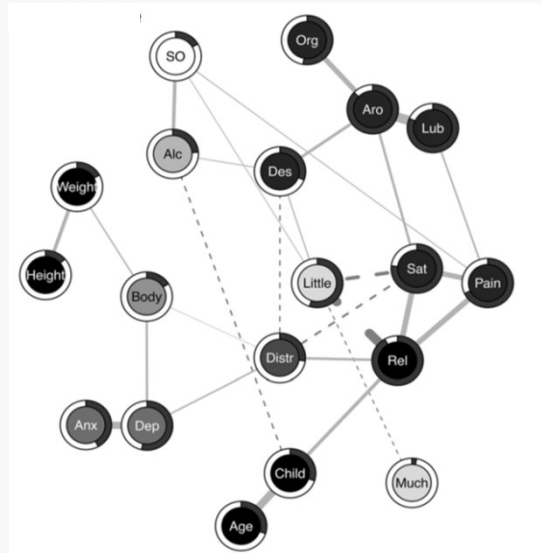 Org
SO
Aro
Lub
Alc
Des
Weight
Height
Sat
Little
Pain
Body
Distr
Rel
Anx
Dep
Child
Much
Age